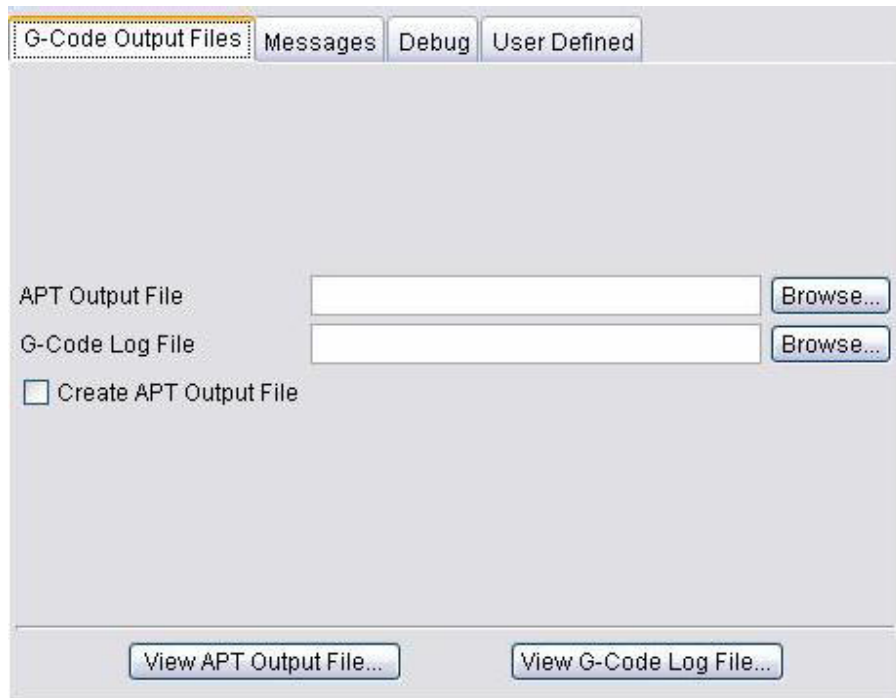 G-Code Output Files Messages Debug User Defined
APT Output File Browse...
G-Code Log File Browse...
Create APT Output File
View APT Output File... View G-Code Log File...